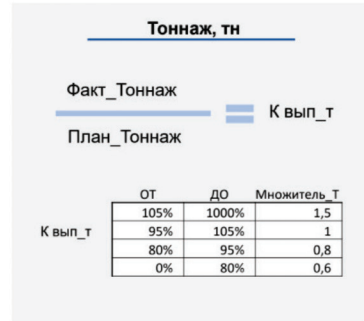 Тоннаж, тн
Факт_Тоннаж
План_Тоннаж
К вып_т
ОТ ДО Множитель_Т
105% 1000% 1,5
К вып_т 95% 105% 1
80% 95% 0,8
0% 80% 0,6